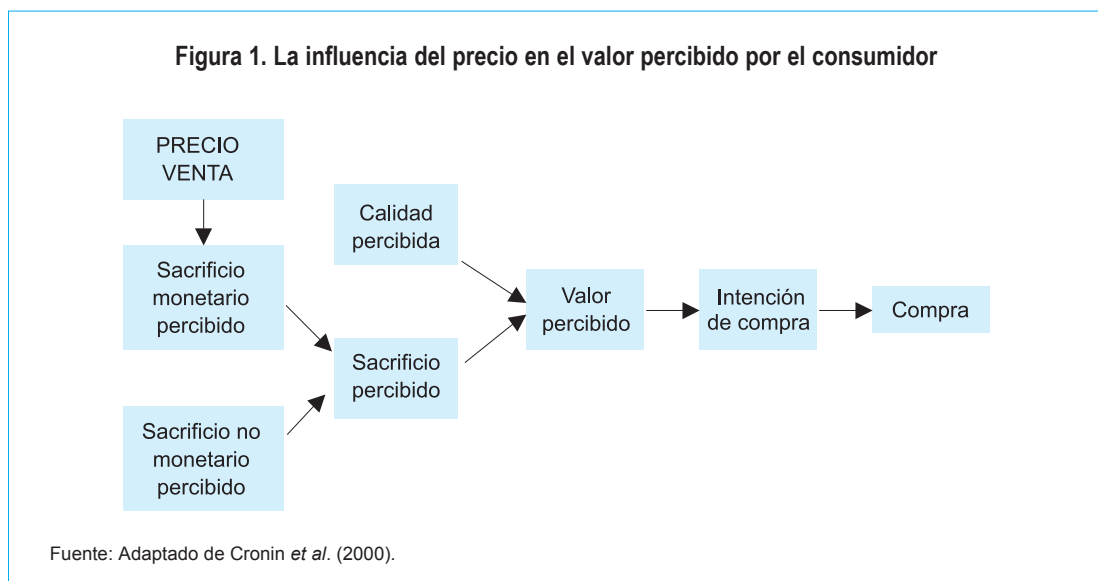 Figura 1. La influencia del precio en el valor percibido por el consumidor
PRECIO
VENTA
Sacrificio
monetario
percibido
Sacrificio no
monetario
percibido
Calidad
percibida
Sacrificio
percibido
Valor
percibido
Intención
de compra
Compra
Fuente: Adaptado de Cronin et al. (2000).